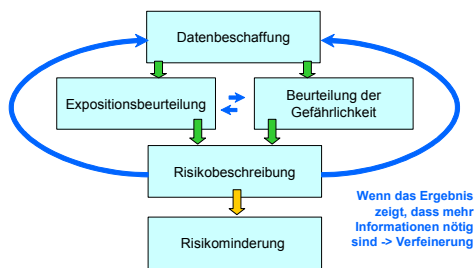 Datenbeschaffung
Expositionsbeurteilung
Beurteilung der
Gefährlichkeit
Risikobeschreibung
Wenn das Ergebnis
zeigt, dass mehr
Informationen nötig
sind -> Verfeinerung
Risikominderung